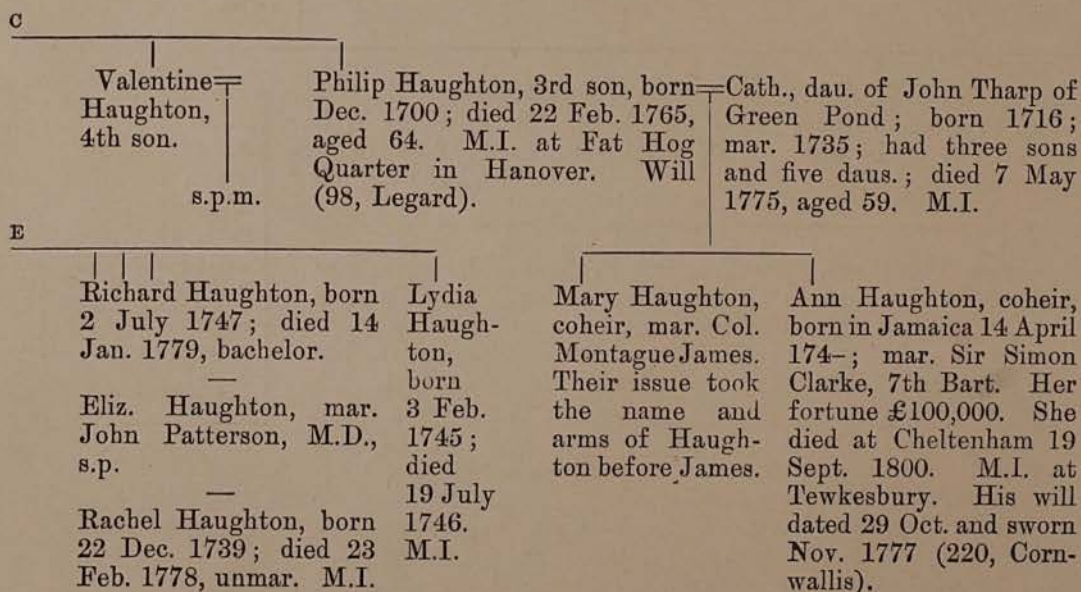 C
Valentine=
Haughton,
4th son.
s.p.m.
Philip Haughton, 3rd son, born=
Dec. 1700; died 22 Feb. 1765,
aged 64. M.I. at Fat Hog
Quarter in Hanover. Will
(98, Legard).
Cath., dau. of John Tharp of
Green Pond; born 1716;
mar. 1735; had three sons
and five daus.; died 7 May
1775, aged 59. M.I.
E
Richard Haughton, born
2 July 1747; died 14
Jan. 1779, bachelor.
—
Eliz. Haughton, mar.
John Patterson, M.D.,
s.p.
—
Rachel Haughton, born
22 Dec. 1739; died 23
Feb. 1778, unmar. M.I.
Lydia
Haugh-
ton,
born
3 Feb.
1745;
died
19 July
1746.
M.I.
Mary Haughton,
coheir, mar. Col.
Montague James.
Their issue took
the name and
arms of Haugh-
ton before James.
Ann Haughton, coheir,
born in Jamaica 14 April
174–; mar. Sir Simon
Clarke, 7th Bart. Her
fortune £100,000. She
died at Cheltenham 19
Sept. 1800. M.I. at
Tewkesbury. His will
dated 29 Oct. and sworn
Nov. 1777 (220, Corn-
wallis).